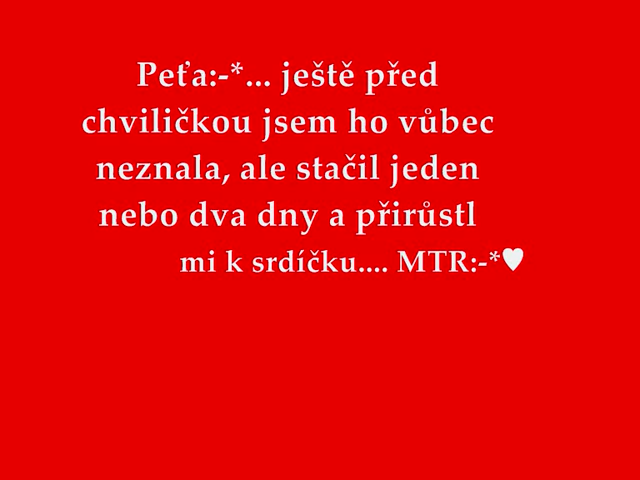 Peťa:-*... ještě před
chviličkou jsem ho vůbec
neznala, ale stačil jeden
nebo dva dny a přirůstl
mi k srdíčku.... MTR:-*♥